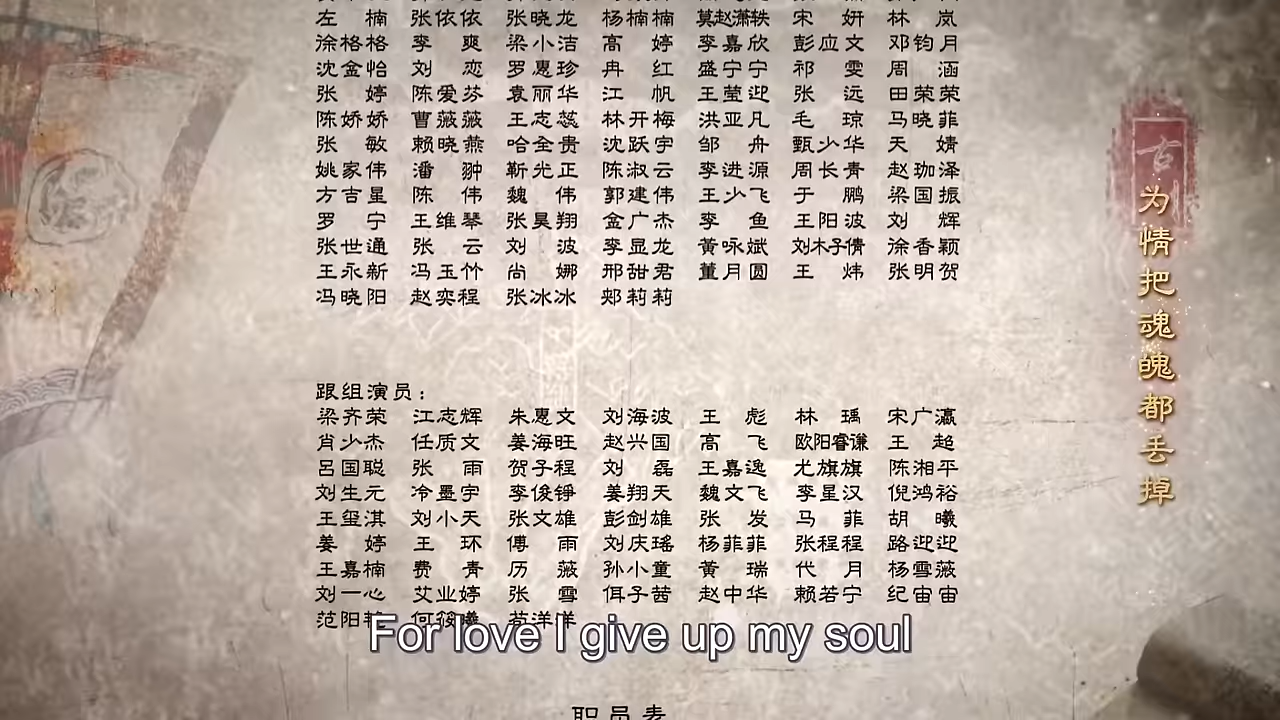 左楠 张依依 张晓龙 杨楠楠 莫赵潇轶 宋妍 林岚
徐格格 李爽 梁小洁 高婷 李嘉欣 彭应文 邓钧月
沈金怡 刘恋 罗惠珍 冉红 盛宁宁 祁雯 周涵
张婷 陈爱芬 袁丽华 江帆 王莹迎 张远 田荣荣
陈娇娇 曹薇薇 王志蕊 林开梅 洪亚凡 毛琼 马晓菲
张敏 赖晓燕 哈全贵 沈跃宇 邹舟 甄少华 天婧
姚家伟 潘翀 靳光正 陈淑云 李进源 周长青 赵珈泽
方吉星 陈伟 魏伟 郭建伟 王少飞 于鹏 梁国振
罗宁 王维琴 张昊翔 金广杰 李鱼 王阳波 刘辉
张世通 张云 刘波 李显龙 黄咏斌 刘木子倩 涂香颖
王永新 冯玉竹 尚娜 邢甜君 董月圆 王炜 张明贺
冯晓阳 赵奕程 张冰冰 郏莉莉
跟组演员：
梁齐荣 江志辉 朱惠文 刘海波 王彪 林瑀 宋广瀛
肖少杰 任质文 姜海旺 赵兴国 高飞 欧阳睿谦 王超
吕国聪 张雨 贺子程 刘磊 王嘉逸 尤旗旗 陈湘平
刘生元 冷墨宇 李俊铮 姜翔天 魏文飞 李星汉 倪鸿裕
王玺淇 刘小天 张文雄 彭剑雄 张发 马菲 胡曦
姜婷 王环 傅雨 刘庆瑶 杨菲菲 张程程 路迎迎
王嘉楠 费青 历薇 孙小童 黄瑞 代月 杨雪薇
刘一心 艾业婷 张雪 佴子茜 赵中华 赖若宁 纪宙宙
范阳艳 何筱曦 苟洋洋
职员表
为情把魂魄都丢掉
For love I give up my soul